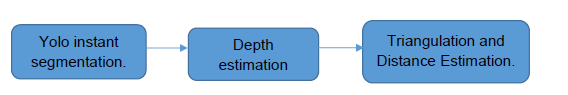 Yolo instant
segmentation.
Depth
estimation
Triangulation and
Distance Estimation.